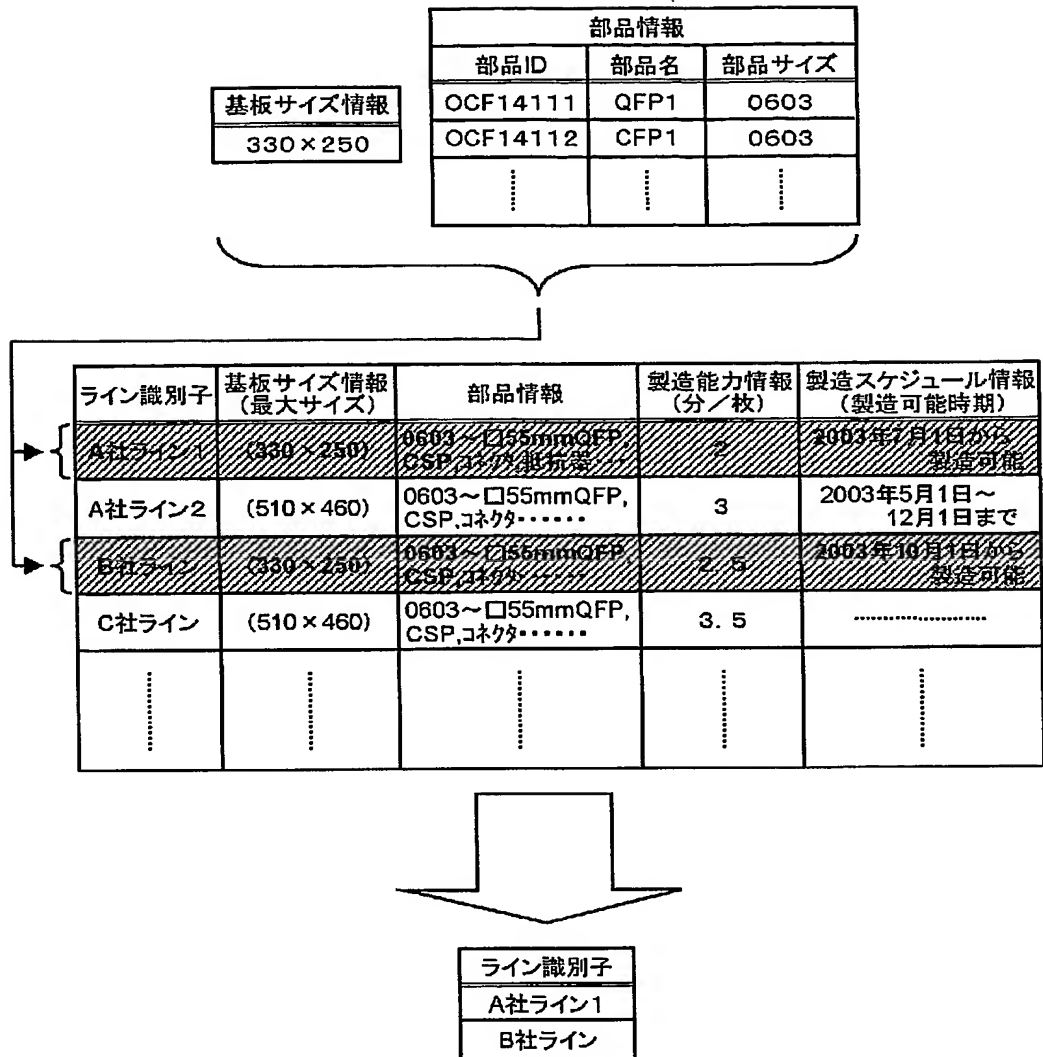 部品情報
部品ID 部品名 部品サイズ
OCF14111 QFP1 0603
OCF14112 CFP1 0603
基板サイズ情報
330×250
ライン識別子 基板サイズ情報 (最大サイズ) 部品情報 製造能力情報 (分／枚) 製造スケジュール情報 (製造可能時期)
A社ライン1 (330×250) 0603～□55mmQFP, 2 2003年7月1日から
CSP,コネクタ,抵抗器‥‥ 製造可能
A社ライン2 (510×460) 0603～□55mmQFP, 3 2003年5月1日～
CSP,コネクタ‥‥‥ 12月1日まで
B社ライン (330×250) 0603～□55mmQFP, 2.5 2003年10月1日から
CSP,コネクタ‥‥‥ 製造可能
C社ライン (510×460) 0603～□55mmQFP, 3.5 ‥‥‥‥‥‥
CSP,コネクタ‥‥‥
ライン識別子
A社ライン1
B社ライン